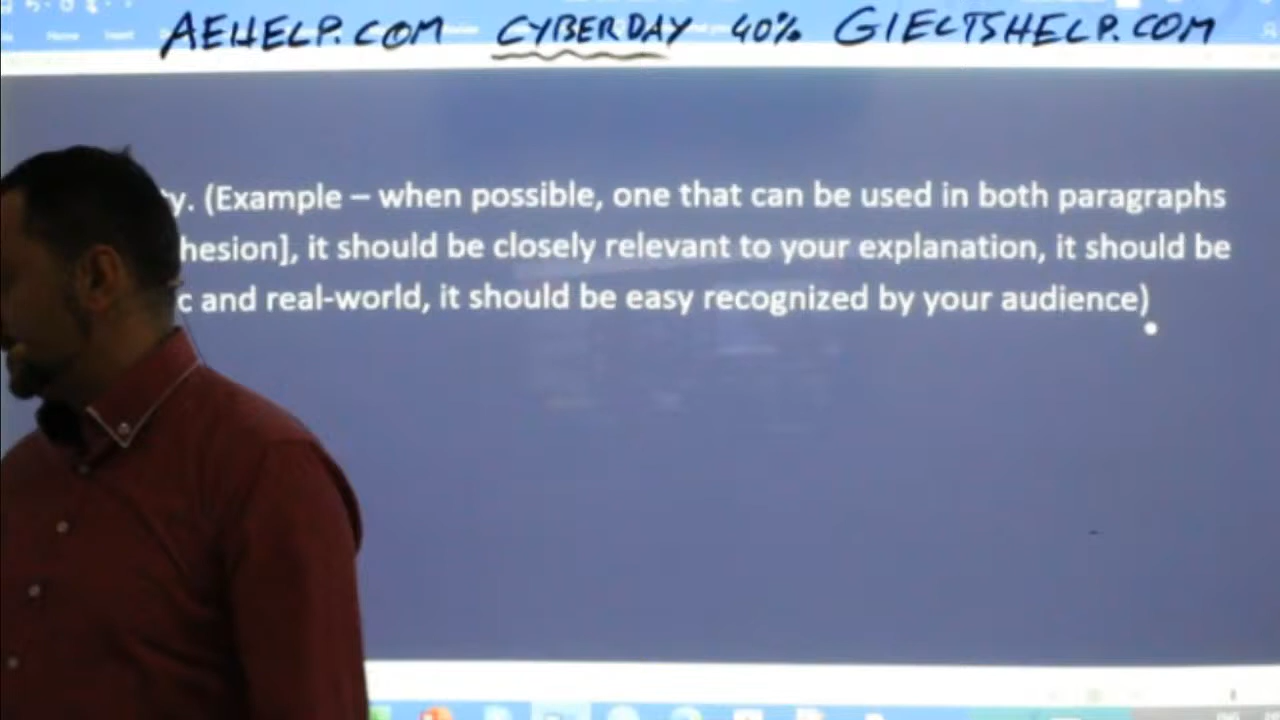 AEHELP.COM CYBERDAY 40% GIELTSHELP.COM
Home Insert
y. (Example – when possible, one that can be used in both paragraphs
hesion], it should be closely relevant to your explanation, it should be
c and real-world, it should be easy recognized by your audience)